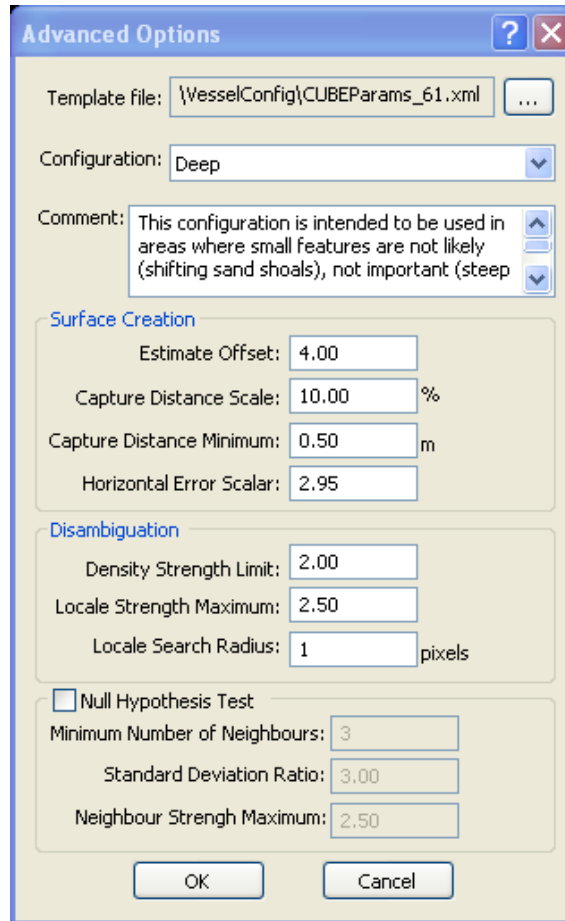 Advanced Options
Template file: \VesselConfig\CUBEParams_61.xml ...
Configuration: Deep
Comment: This configuration is intended to be used in
areas where small features are not likely
(shifting sand shoals), not important (steep
Surface Creation
Estimate Offset: 4.00
Capture Distance Scale: 10.00 %
Capture Distance Minimum: 0.50 m
Horizontal Error Scalar: 2.95
Disambiguation
Density Strength Limit: 2.00
Locale Strength Maximum: 2.50
Locale Search Radius: 1 pixels
Null Hypothesis Test
Minimum Number of Neighbours: 3
Standard Deviation Ratio: 3.00
Neighbour Strengh Maximum: 2.50
OK Cancel